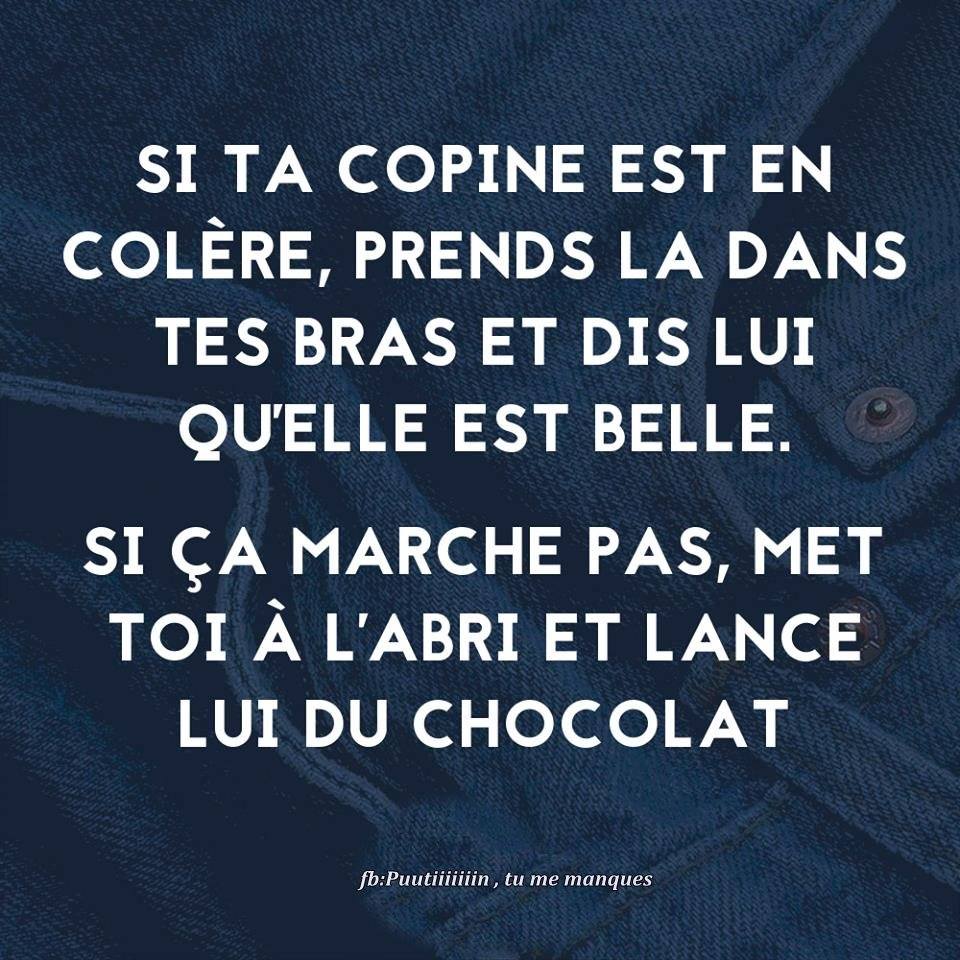 SI TA COPINE EST EN
COLÈRE, PRENDS LA DANS
TES BRAS ET DIS LUI
QU'ELLE EST BELLE.
SI ÇA MARCHE PAS, MET
TOI À L'ABRI ET LANCE
LUI DU CHOCOLAT
fb:Puutiiiiiiin , tu me manques